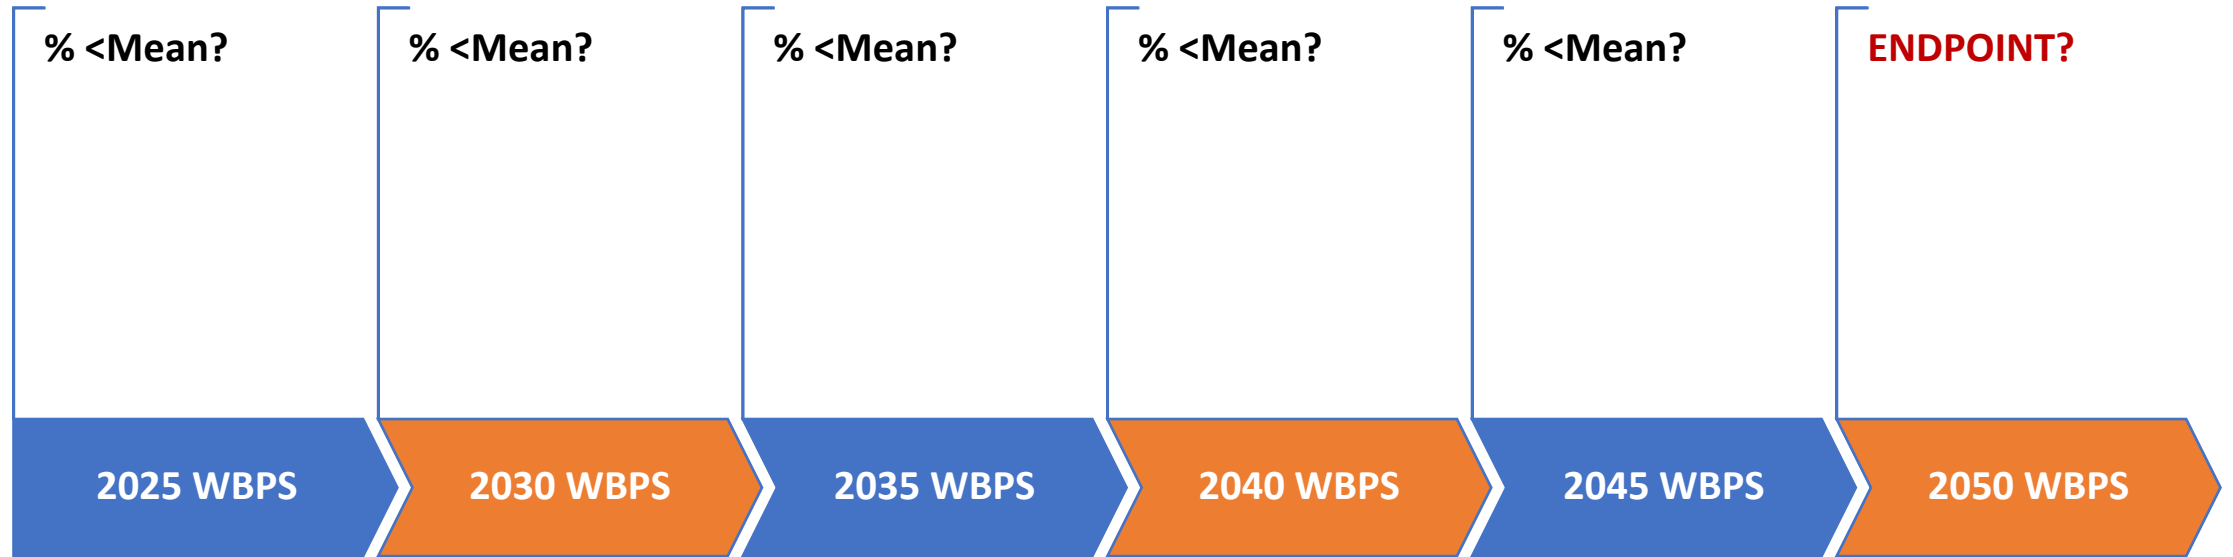 % <Mean?
% <Mean?
% <Mean?
% <Mean?
% <Mean?
ENDPOINT?
2025 WBPS
2030 WBPS
2035 WBPS
2040 WBPS
2045 WBPS
2050 WBPS